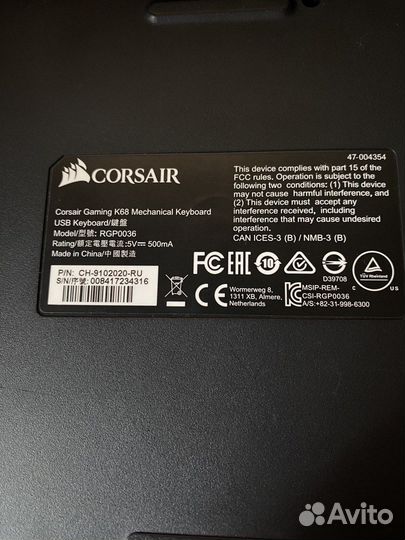 47-004354
CORSAIR
Corsair Gaming K68 Mechanical Keyboard
USB Keyboard/鍵盤
Model/型號: RGP0036
Rating/額定電壓電流:5V⎓ 500mA
Made in China/中國製造
P/N: CH-9102020-RU
S/N/序號: 008417234316
This device complies with part 15 of the
FCC rules. Operation is subject to the
following two conditions: (1) This device
may not cause harmful interference, and
(2) This device must accept any
interference received, including
interference that may cause undesired
operation.
CAN ICES-3 (B) / NMB-3 (B)
EAC
10
D39708
TÜVRheinland
C US
Wormerweg 8,
1311 XB, Almere,
Netherlands
MSIP-REM-
CSI-RGP0036
A/S:+82-31-998-6300
Avito